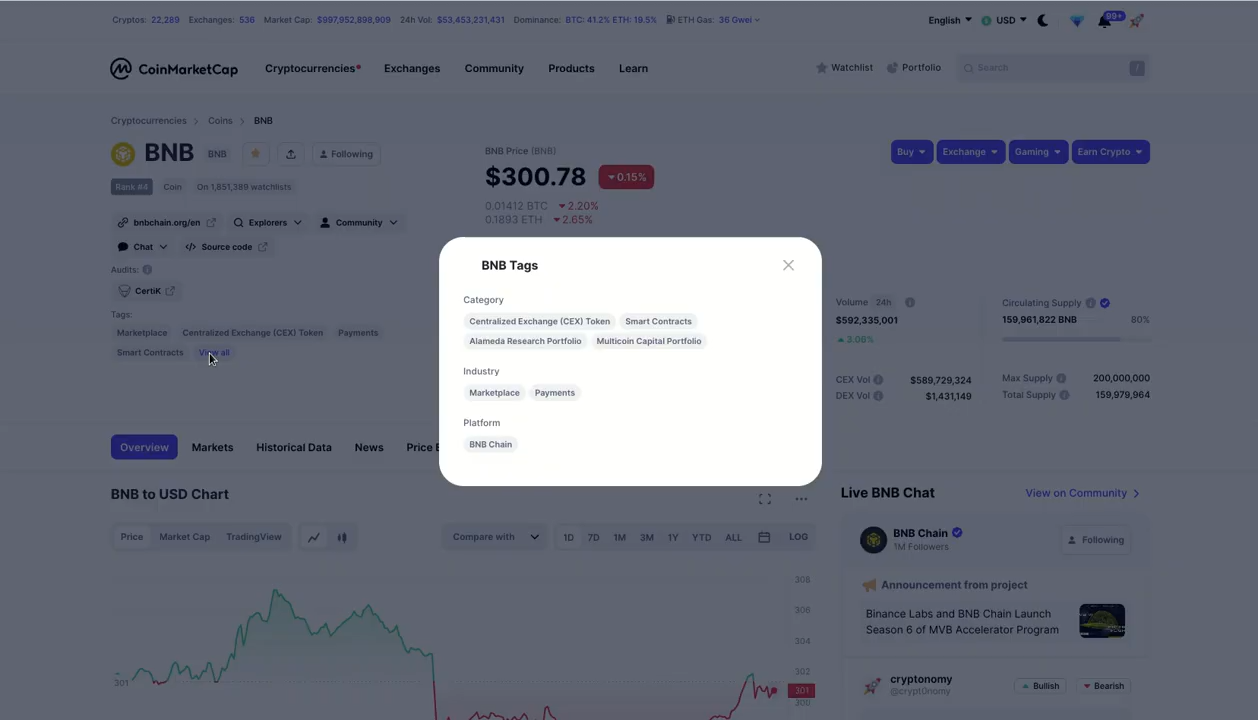 Cryptos: 22,289 Exchanges: 536 Market Cap: $997,952,898,909 24h Vol: $53,453,231,431 Dominance: BTC: 41.2% ETH: 19.5% ETH Gas: 36 Gwei
English USD 99+
CoinMarketCap Cryptocurrencies Exchanges Community Products Learn Watchlist Portfolio Search /
Cryptocurrencies > Coins > BNB
BNB BNB Following
Rank #4 Coin On 1,851,389 watchlists
bnbchain.org/en Explorers Community
Chat Source code
Audits:
CertiK
Tags:
Marketplace Centralized Exchange (CEX) Token Payments
Smart Contracts View all
BNB Price (BNB)
$300.78 0.15%
0.01412 BTC 2.20%
0.1893 ETH 2.65%
Buy Exchange Gaming Earn Crypto
BNB Tags
Category
Centralized Exchange (CEX) Token Smart Contracts
Alameda Research Portfolio Multicoin Capital Portfolio
Industry
Marketplace Payments
Platform
BNB Chain
Volume 24h
$592,335,001
3.06%
CEX Vol $589,729,324
DEX Vol $1,431,149
Circulating Supply
159,961,822 BNB 80%
Max Supply 200,000,000
Total Supply 159,979,964
Overview Markets Historical Data News Price E
BNB to USD Chart
Price Market Cap TradingView Compare with 1D 7D 1M 3M 1Y YTD ALL LOG
308
306
304
302
301
301
300
Live BNB Chat View on Community >
BNB Chain
1M Followers
Following
Announcement from project
Binance Labs and BNB Chain Launch
Season 6 of MVB Accelerator Program
cryptonomy
@crypt0nomy
Bullish Bearish